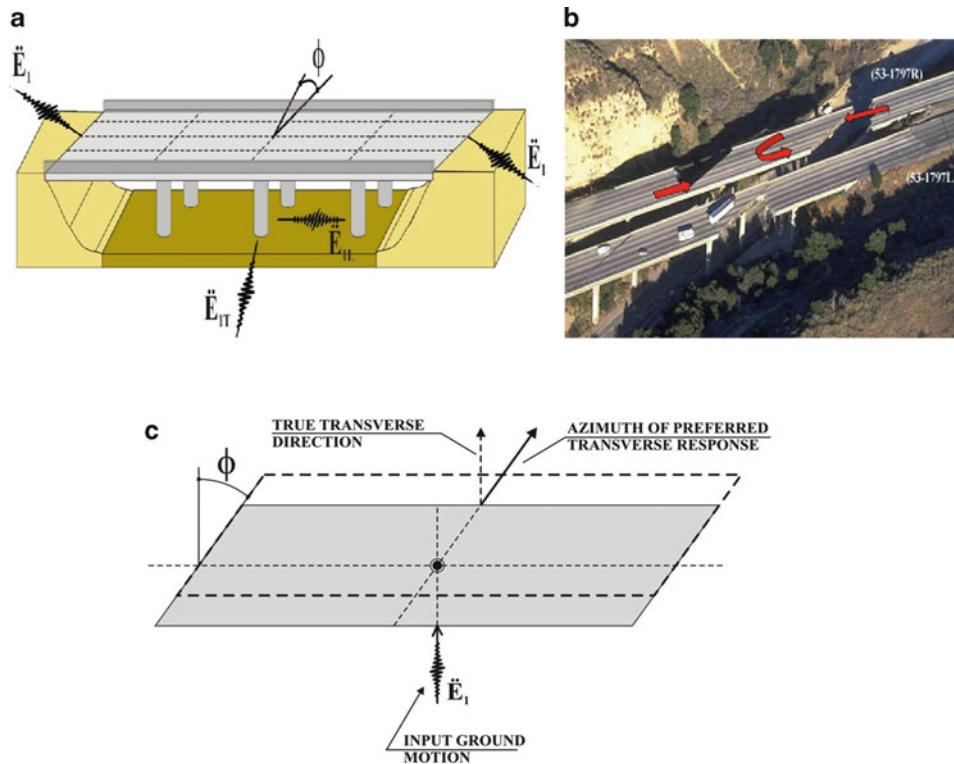 a
b
Ë₁
ϕ
Ë₁
Ë₁L
Ë₁T
(53-1797R)
(53-1797L
c
TRUE TRANSVERSE
DIRECTION
AZIMUTH OF PREFERRED
TRANSVERSE RESPONSE
ϕ
Ë₁
INPUT GROUND
MOTION